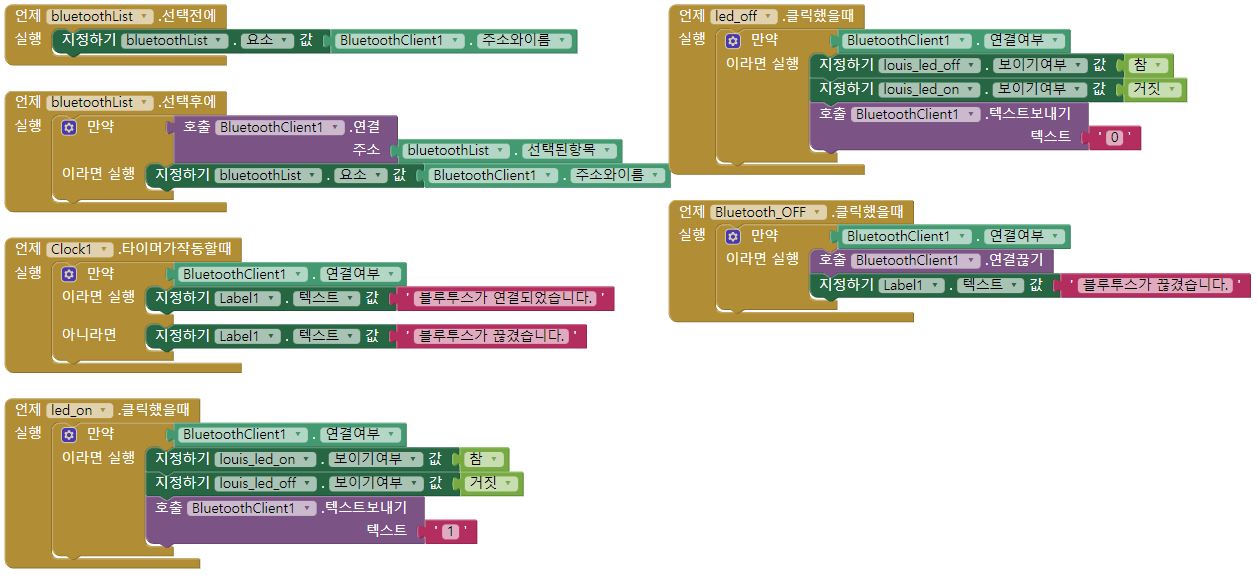 언제 bluetoothList .선택전에
실행 지정하기 bluetoothList . 요소 값 BluetoothClient1 . 주소와이름
언제 bluetoothList .선택후에
실행 만약 호출 BluetoothClient1 .연결
주소 bluetoothList . 선택된항목
이라면 실행 지정하기 bluetoothList . 요소 값 BluetoothClient1 . 주소와이름
언제 Clock1 .타이머가작동할때
실행 만약 BluetoothClient1 . 연결여부
이라면 실행 지정하기 Label1 . 텍스트 값 ' 블루투스가 연결되었습니다. '
아니라면 지정하기 Label1 . 텍스트 값 ' 블루투스가 끊겼습니다. '
언제 led_on .클릭했을때
실행 만약 BluetoothClient1 . 연결여부
이라면 실행 지정하기 louis_led_on . 보이기여부 값 참
지정하기 louis_led_off . 보이기여부 값 거짓
호출 BluetoothClient1 .텍스트보내기
텍스트 ' 1 '
언제 led_off .클릭했을때
실행 만약 BluetoothClient1 . 연결여부
이라면 실행 지정하기 louis_led_off . 보이기여부 값 참
지정하기 louis_led_on . 보이기여부 값 거짓
호출 BluetoothClient1 .텍스트보내기
텍스트 ' 0 '
언제 Bluetooth_OFF .클릭했을때
실행 만약 BluetoothClient1 . 연결여부
이라면 실행 호출 BluetoothClient1 .연결끊기
지정하기 Label1 . 텍스트 값 ' 블루투스가 끊겼습니다. '